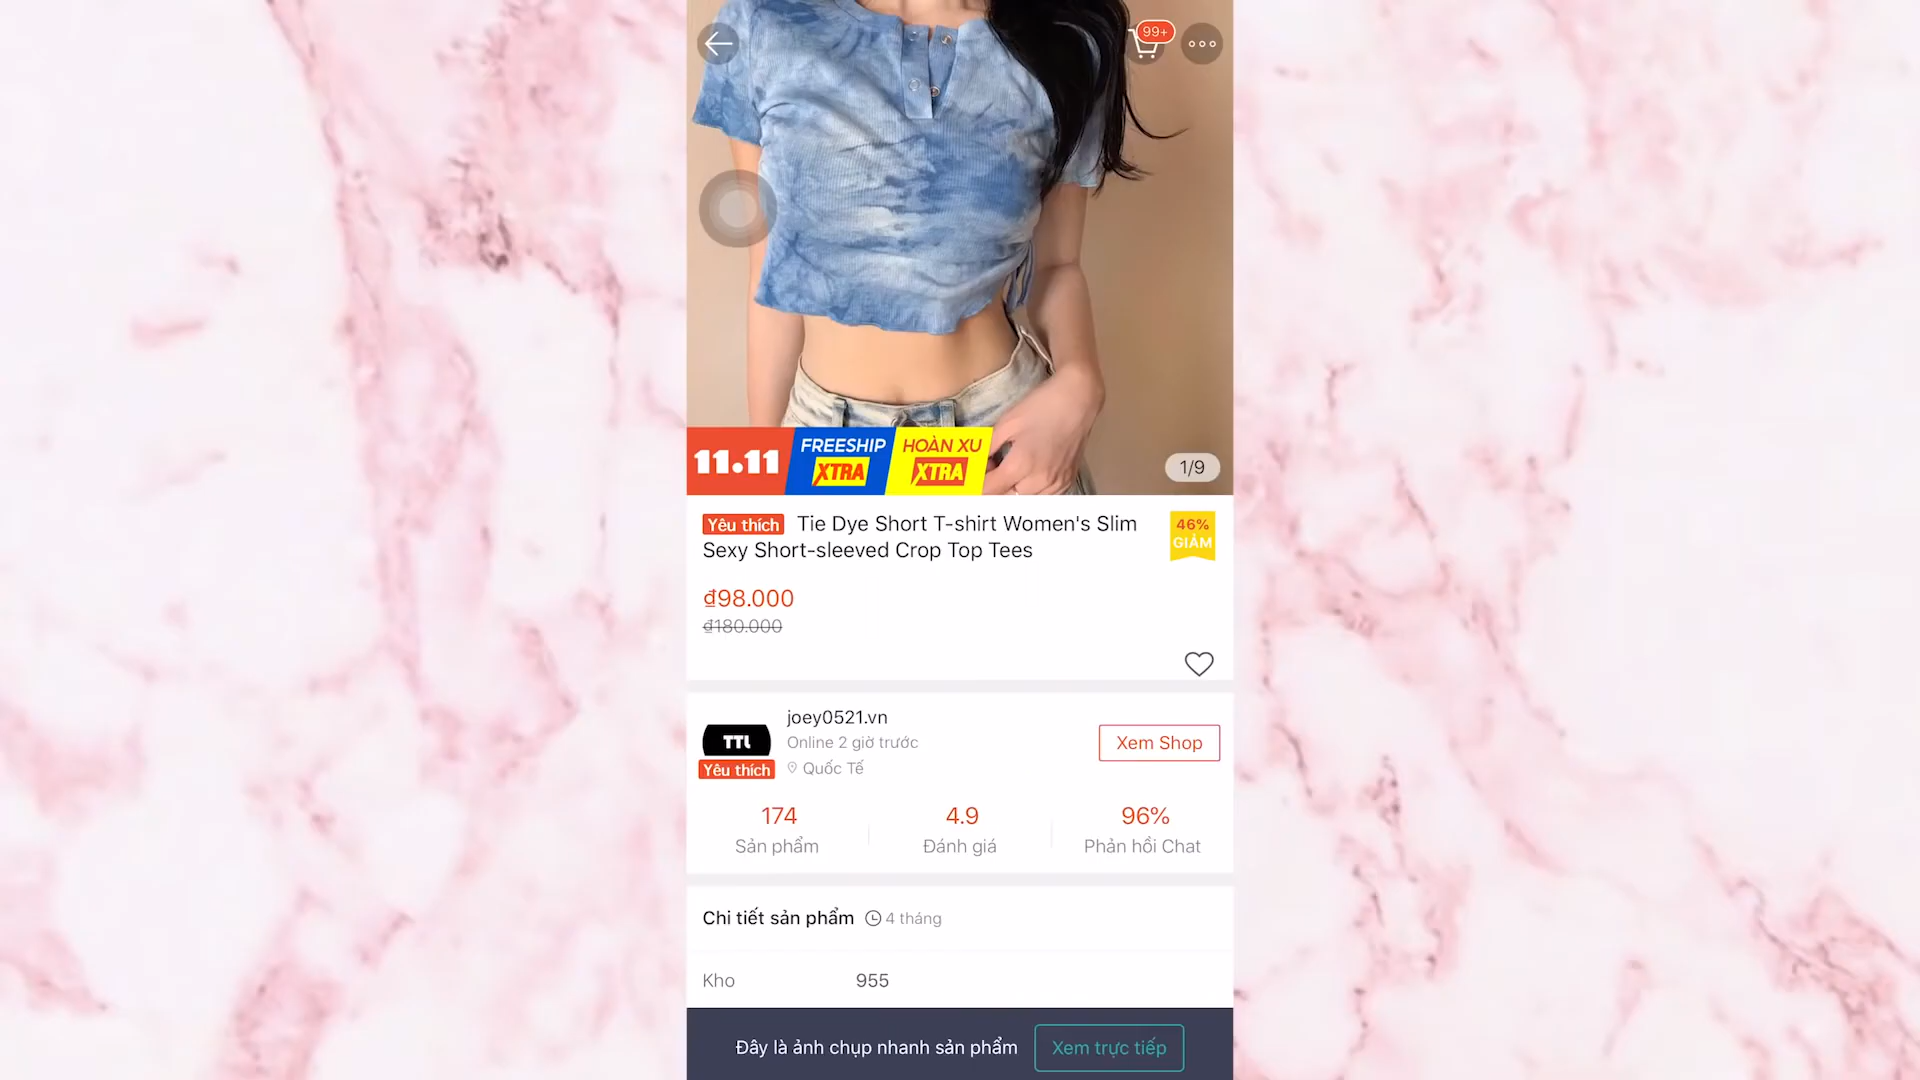 99+
11.11
FREESHIP XTRA
HOÀN XU XTRA
1/9
Yêu thích Tie Dye Short T-shirt Women's Slim
Sexy Short-sleeved Crop Top Tees
46%
GIẢM
₫98.000
₫180.000
joey0521.vn
Online 2 giờ trước
Quốc Tế
TTL
Yêu thích
Xem Shop
174
Sản phẩm
4.9
Đánh giá
96%
Phản hồi Chat
Chi tiết sản phẩm 4 tháng
Kho 955
Đây là ảnh chụp nhanh sản phẩm
Xem trực tiếp